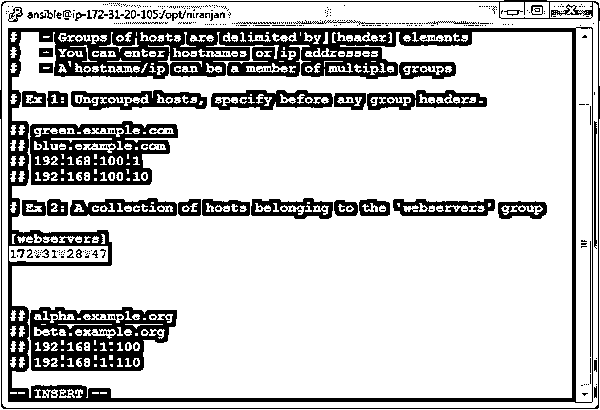 ansible@ip-172-31-20-105:/opt/niranjan
#   - Groups of hosts are delimited by [header] elements
#   - You can enter hostnames or ip addresses
#   - A hostname/ip can be a member of multiple groups
# Ex 1: Ungrouped hosts, specify before any group headers.
## green.example.com
## blue.example.com
## 192.168.100.1
## 192.168.100.10
# Ex 2: A collection of hosts belonging to the 'webservers' group
[webservers]
172.31.28.47
## alpha.example.org
## beta.example.org
## 192.168.1.100
## 192.168.1.110
-- INSERT --